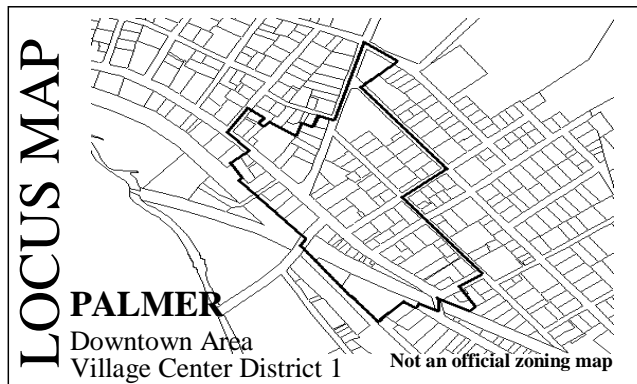 LOCUS MAP
PALMER
Downtown Area
Village Center District 1
Not an official zoning map